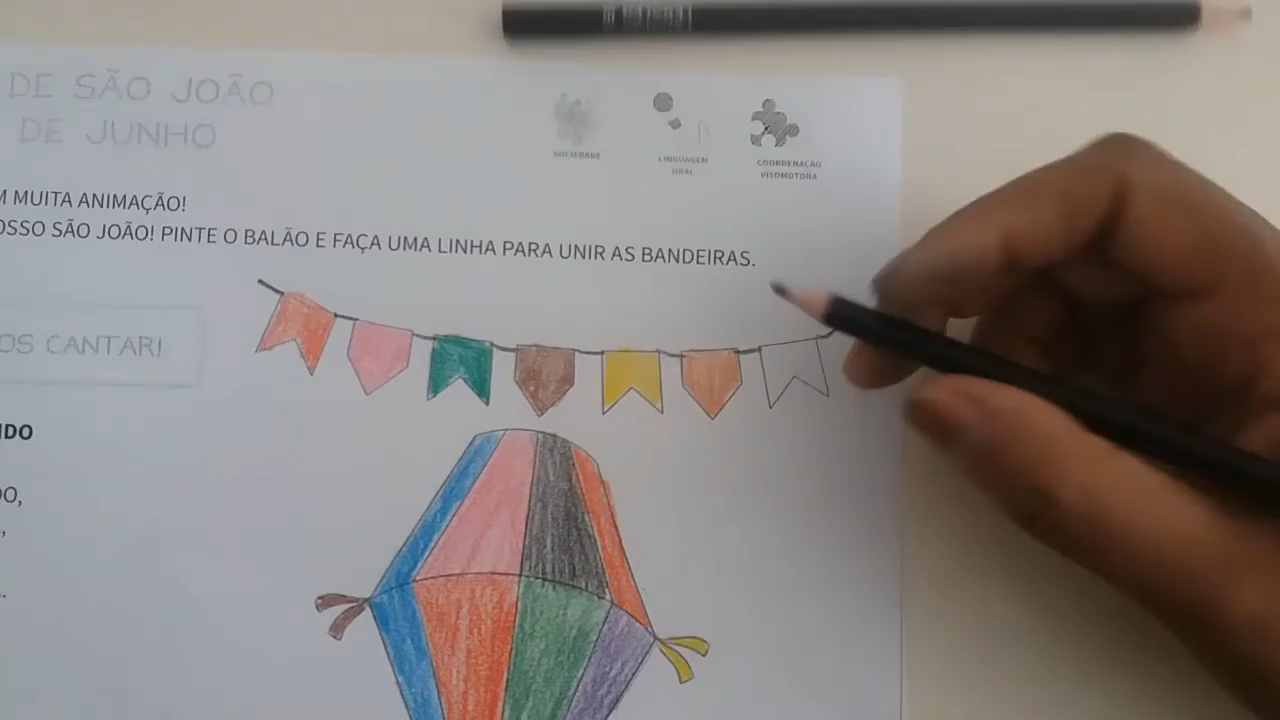 DE SÃO JOÃO
DE JUNHO
SOCIEDADE
LINGUAGEM
ORAL
COORDENAÇÃO
VISOMOTORA
M MUITA ANIMAÇÃO!
OSSO SÃO JOÃO! PINTE O BALÃO E FAÇA UMA LINHA PARA UNIR AS BANDEIRAS.
OS CANTAR!
NDO
DO,